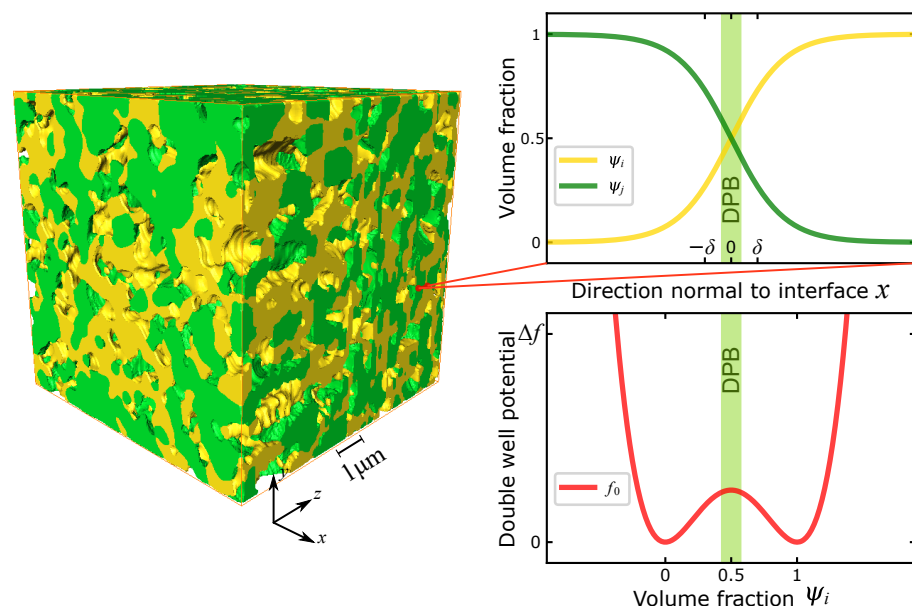 1
0.5
0
Volume fraction
ψᵢ
ψⱼ
DPB
−δ 0 δ
Direction normal to interface x
Δf
0
Double well potential
f₀
DPB
0 0.5 1
Volume fraction ψᵢ
1μm
y
z
x